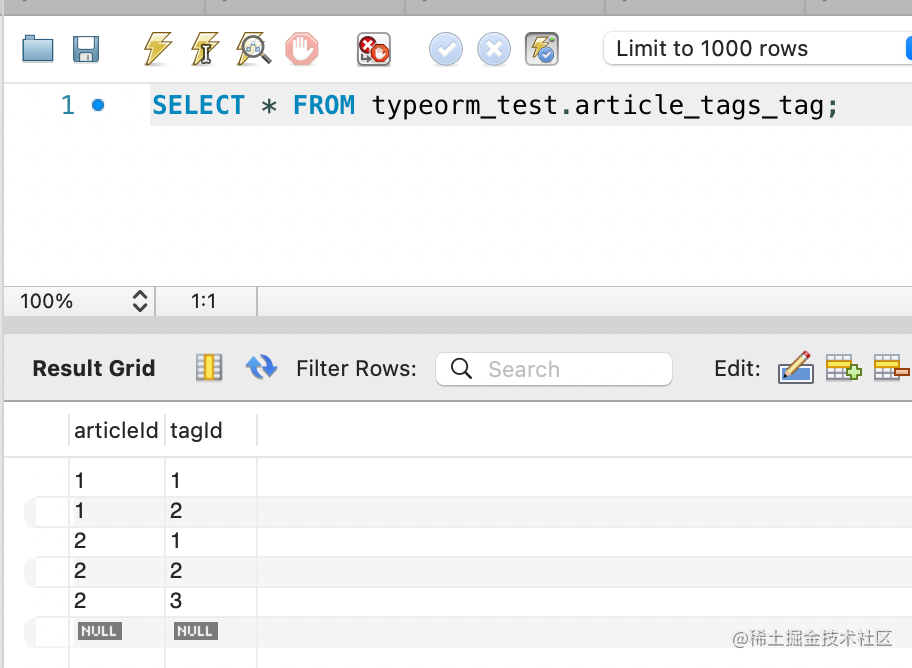 Limit to 1000 rows
1 SELECT * FROM typeorm_test.article_tags_tag;
100% 1:1
Result Grid Filter Rows: Search Edit:
articleId tagId
1 1
1 2
2 1
2 2
2 3
NULL NULL
@稀土掘金技术社区